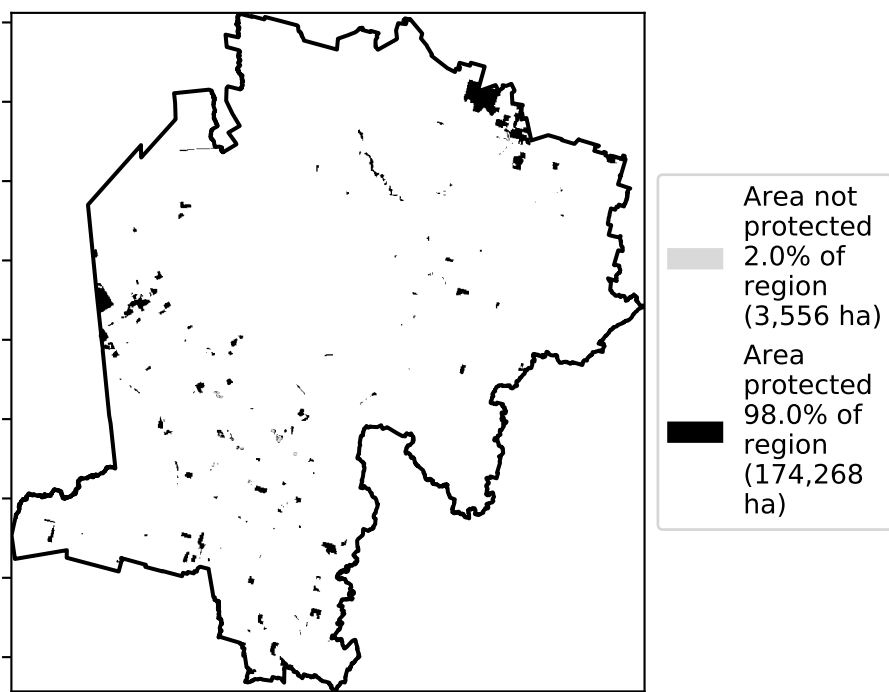 Area not
protected
2.0% of
region
(3,556 ha)
Area
protected
98.0% of
region
(174,268
ha)